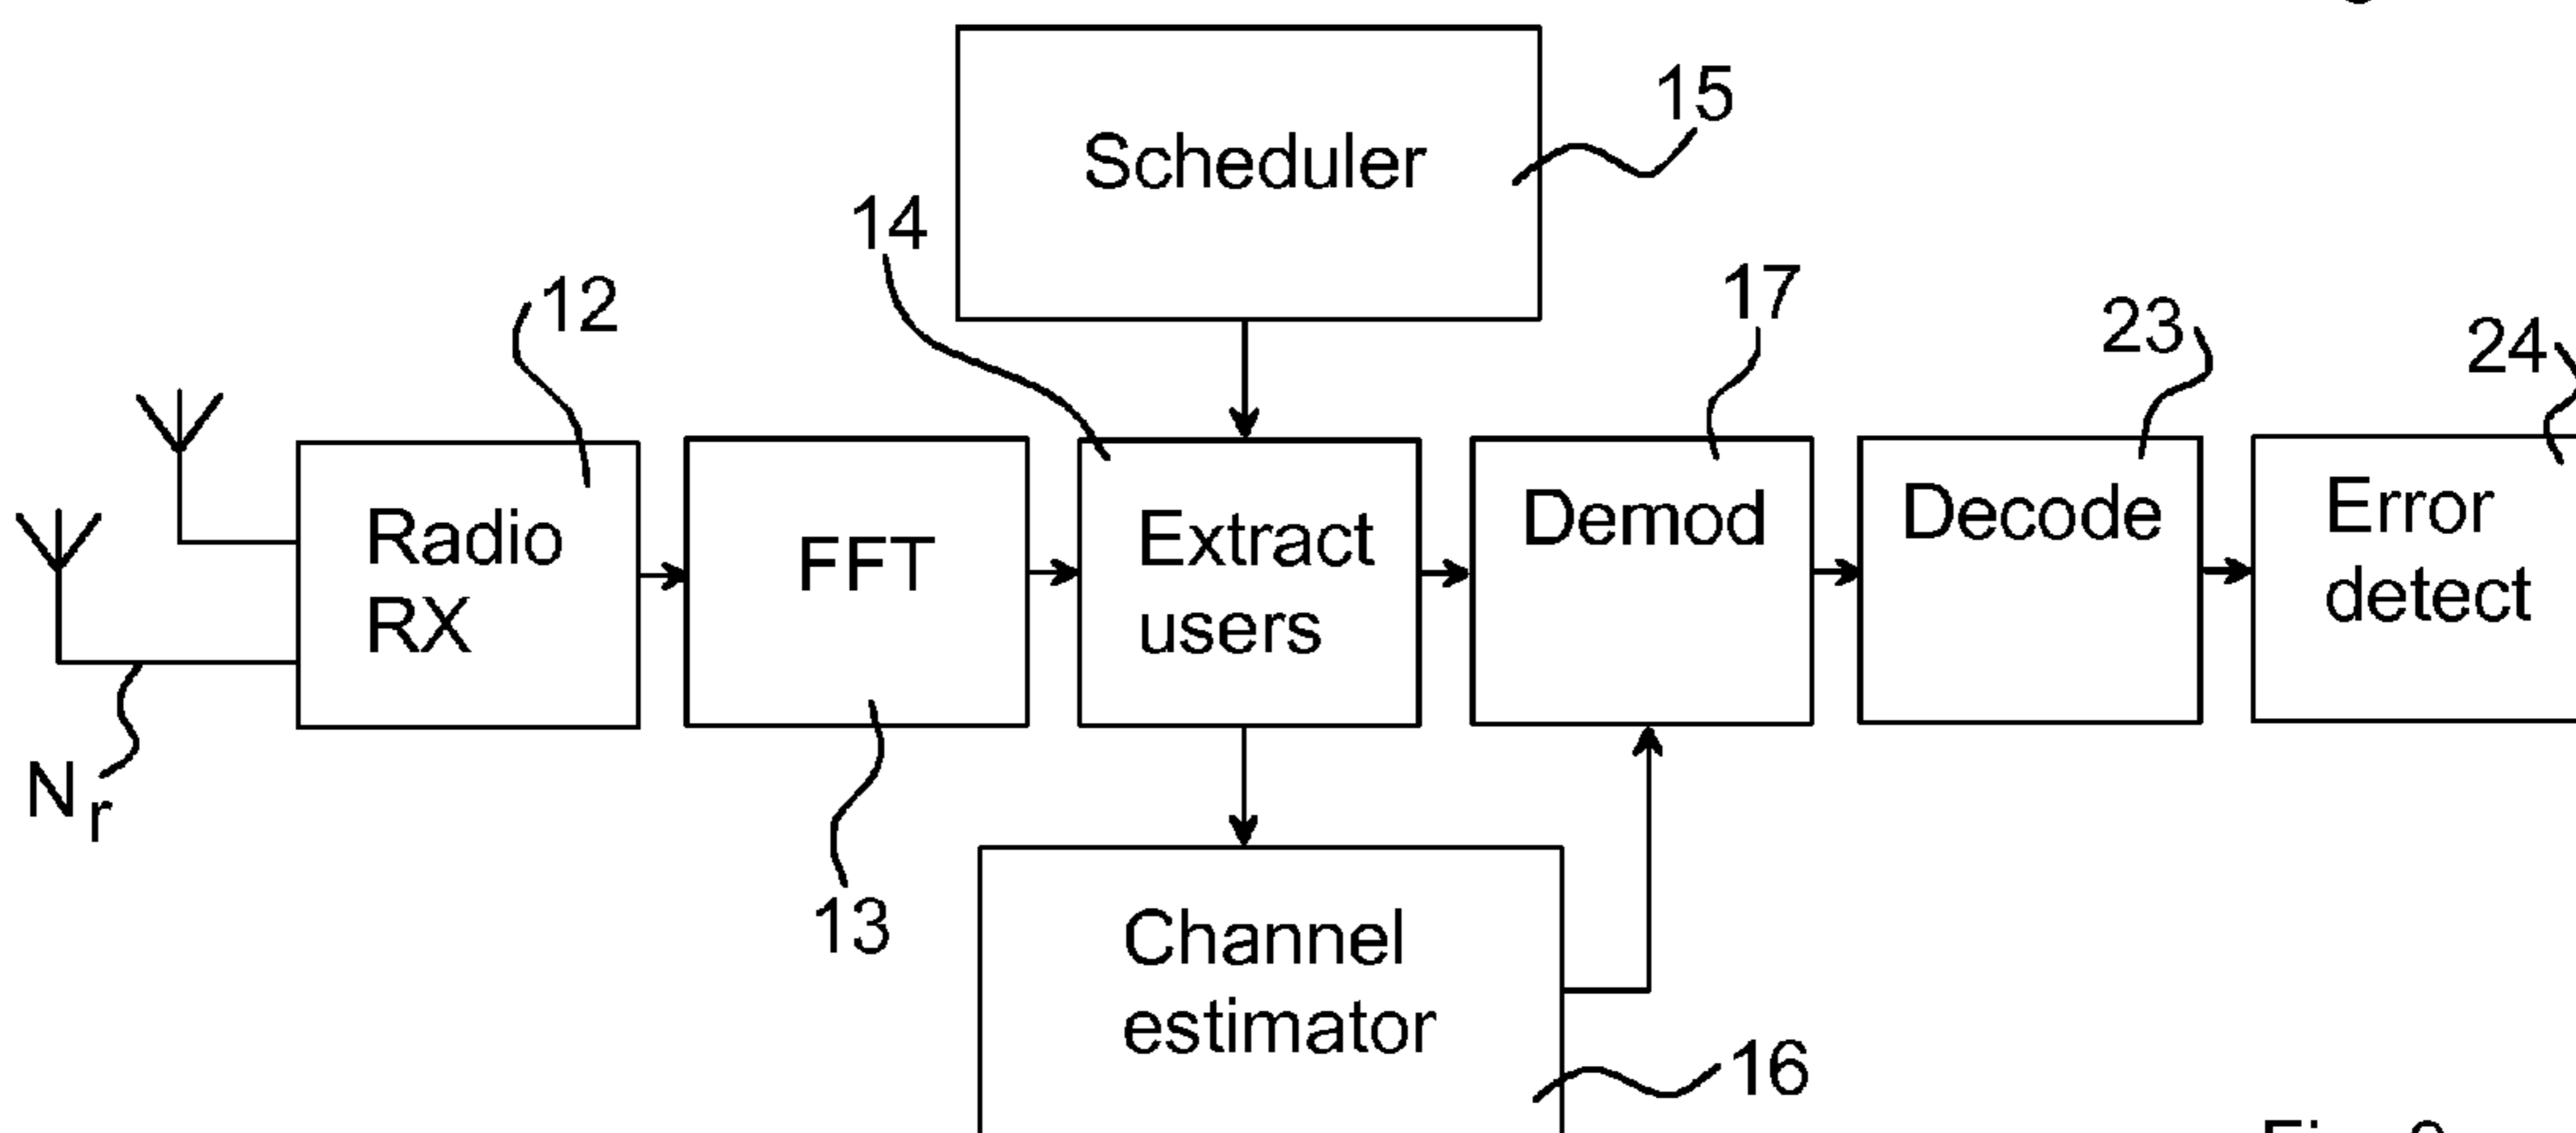 Scheduler
15
14
17
12
23
24
Radio
RX
FFT
Extract
users
Demod
Decode
Error
detect
Nr
13
Channel
estimator
16